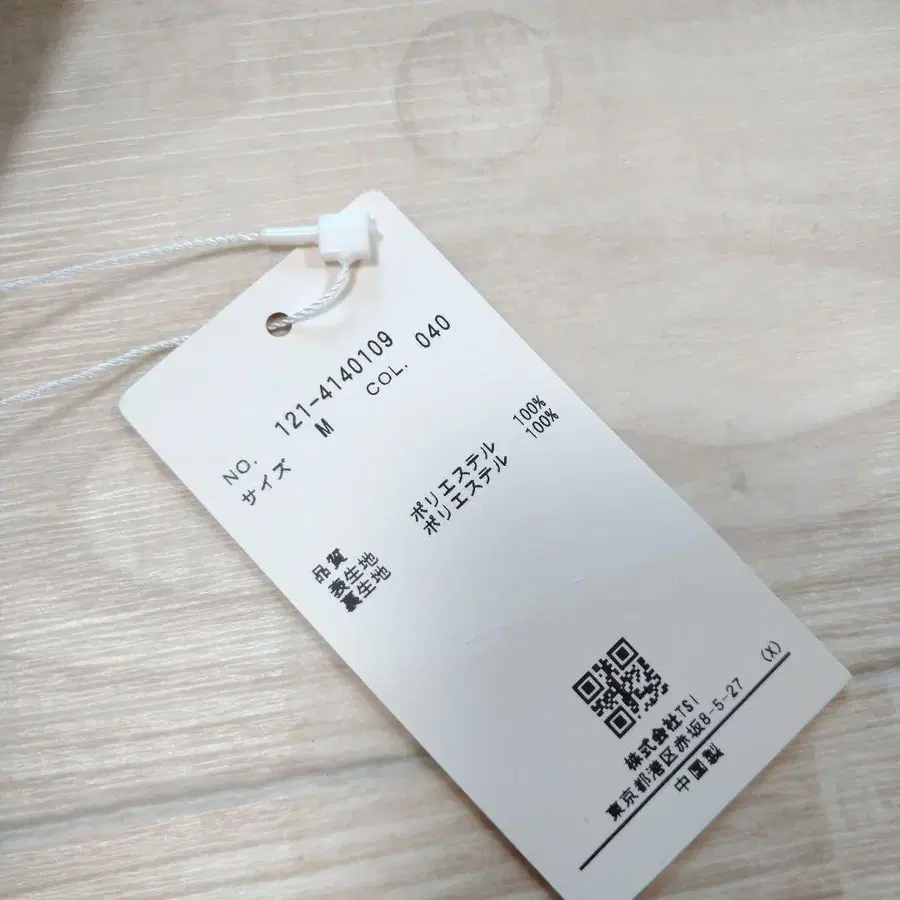 NO. 121-4140109
サイズ M COL. 040
品質
表生地 ポリエステル 100%
裏生地 ポリエステル 100%
(X)
株式会社TSI
東京都港区赤坂8-5-27
中国製